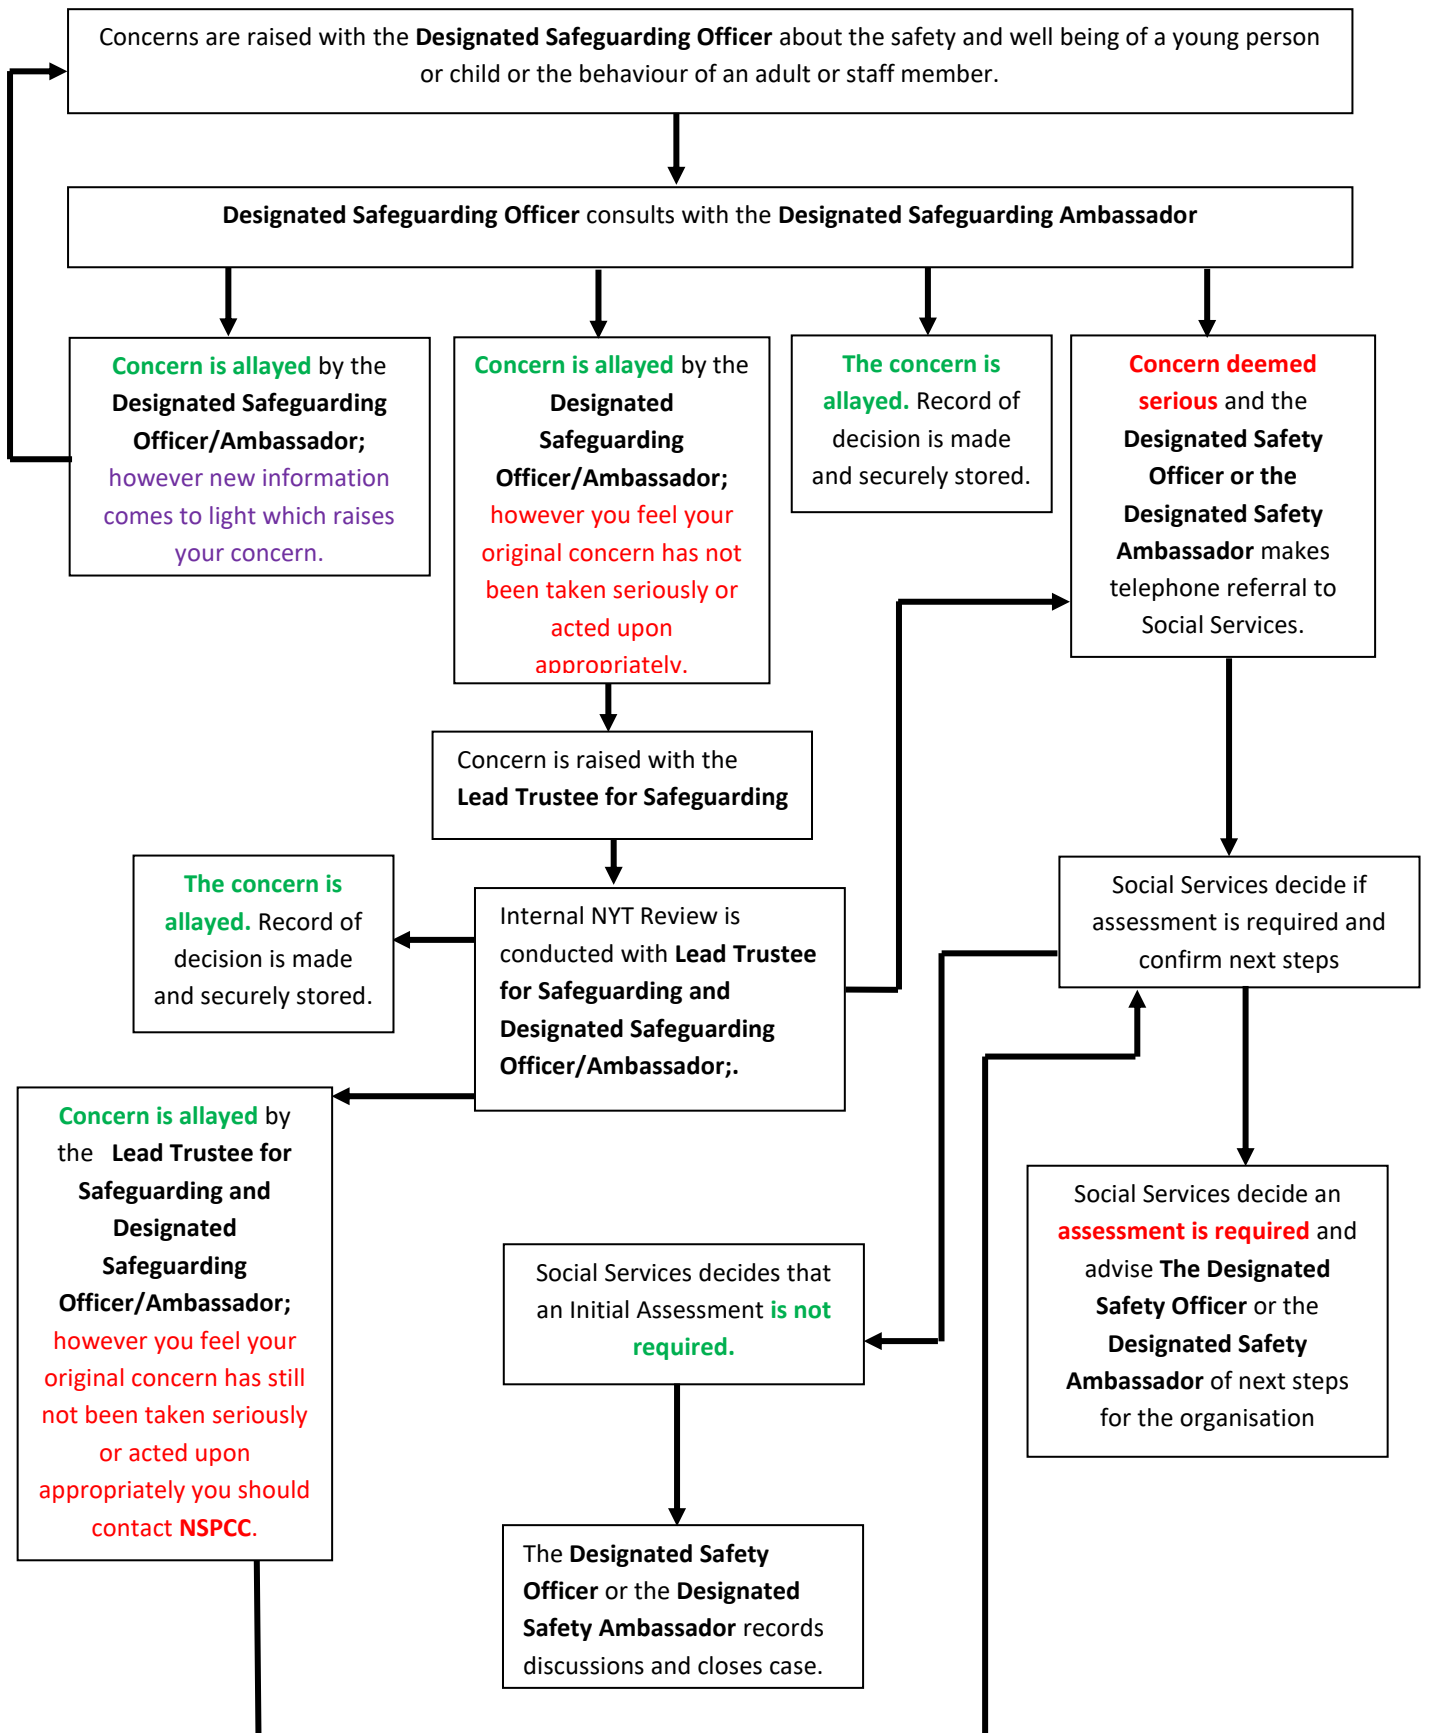 Concerns are raised with the Designated Safeguarding Officer about the safety and well being of a young person
or child or the behaviour of an adult or staff member.
Designated Safeguarding Officer consults with the Designated Safeguarding Ambassador
Concern is allayed by the
Designated Safeguarding
Officer/Ambassador;
however new information
comes to light which raises
your concern.
Concern is allayed by the
Designated
Safeguarding
Officer/Ambassador;
however you feel your
original concern has not
been taken seriously or
acted upon
appropriately.
The concern is
allayed. Record of
decision is made
and securely stored.
Concern deemed
serious and the
Designated Safety
Officer or the
Designated Safety
Ambassador makes
telephone referral to
Social Services.
Concern is raised with the
Lead Trustee for Safeguarding
The concern is
allayed. Record of
decision is made
and securely stored.
Internal NYT Review is
conducted with Lead Trustee
for Safeguarding and
Designated Safeguarding
Officer/Ambassador;.
Social Services decide if
assessment is required and
confirm next steps
Concern is allayed by
the Lead Trustee for
Safeguarding and
Designated
Safeguarding
Officer/Ambassador;
however you feel your
original concern has still
not been taken seriously
or acted upon
appropriately you should
contact NSPCC.
Social Services decides that
an Initial Assessment is not
required.
Social Services decide an
assessment is required and
advise The Designated
Safety Officer or the
Designated Safety
Ambassador of next steps
for the organisation
The Designated Safety
Officer or the Designated
Safety Ambassador records
discussions and closes case.